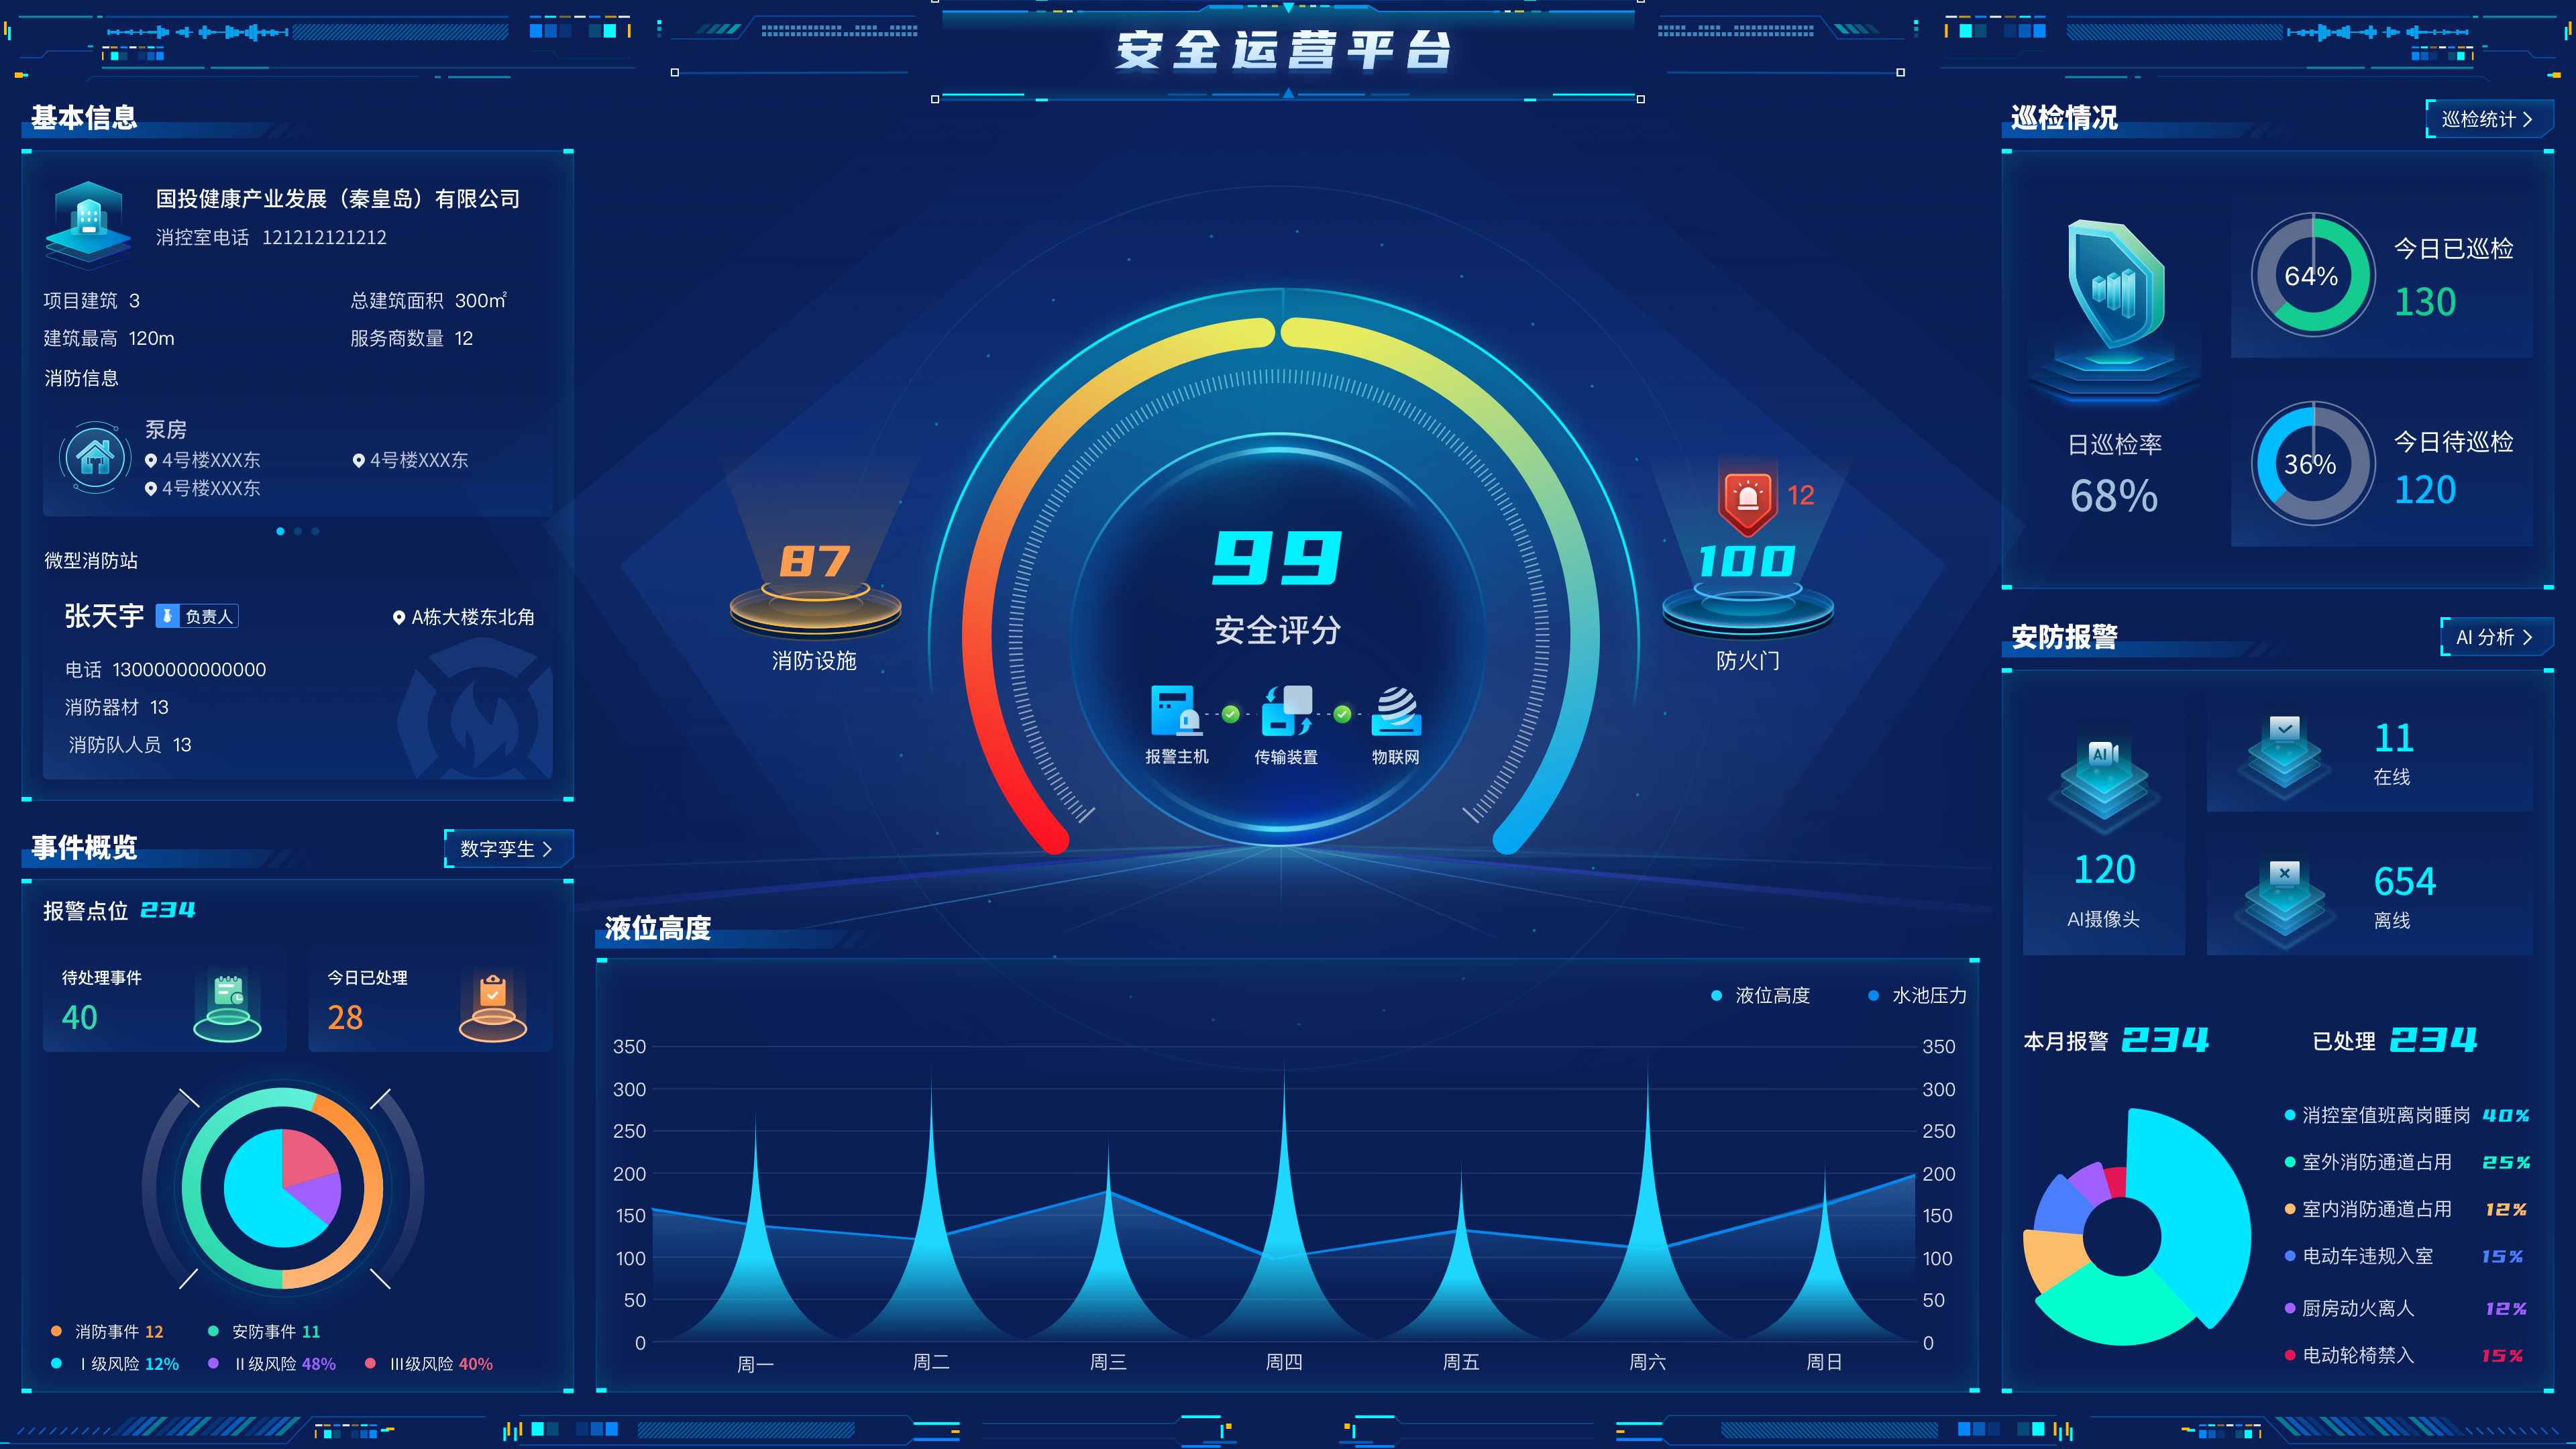 安全运营平台
基本信息
国投健康产业发展（秦皇岛）有限公司
消控室电话 121212121212
项目建筑 3
总建筑面积 300㎡
建筑最高 120m
服务商数量 12
消防信息
泵房
4号楼XXX东
4号楼XXX东
4号楼XXX东
微型消防站
张天宇 负责人
A栋大楼东北角
电话 13000000000000
消防器材 13
消防队人员 13
事件概览
数字孪生
报警点位 234
待处理事件
40
今日已处理
28
消防事件 12
安防事件 11
I 级风险 12%
II 级风险 48%
III级风险 40%
87
消防设施
99
安全评分
报警主机
传输装置
物联网
12
100
防火门
液位高度
液位高度
水池压力
350
300
250
200
150
100
50
0
350
300
250
200
150
100
50
0
周一
周二
周三
周四
周五
周六
周日
巡检情况
巡检统计
日巡检率
68%
64%
今日已巡检
130
36%
今日待巡检
120
安防报警
AI 分析
AI
120
AI摄像头
11
在线
654
离线
本月报警 234
已处理 234
消控室值班离岗睡岗 40%
室外消防通道占用 25%
室内消防通道占用 12%
电动车违规入室 15%
厨房动火离人 12%
电动轮椅禁入 15%